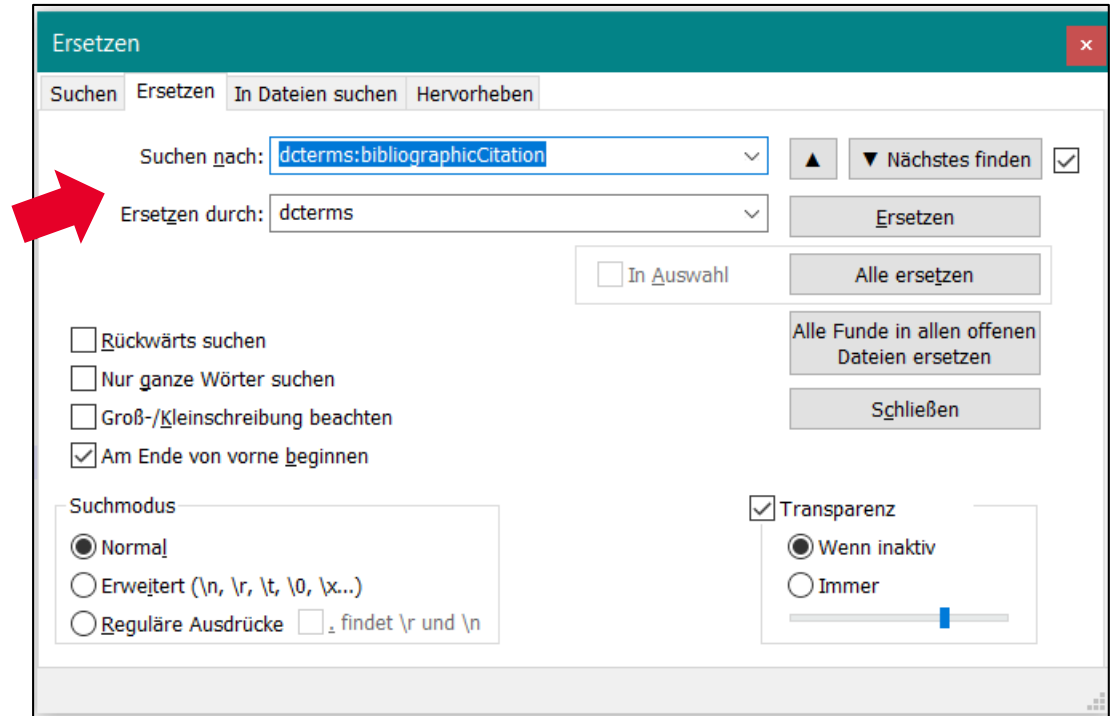 Ersetzen
Suchen Ersetzen In Dateien suchen Hervorheben
Suchen nach: dcterms:bibliographicCitation ▲ ▼ Nächstes finden
Ersetzen durch: dcterms Ersetzen
In Auswahl Alle ersetzen
Rückwärts suchen
Alle Funde in allen offenen
Dateien ersetzen
Nur ganze Wörter suchen
Groß-/Kleinschreibung beachten Schließen
Am Ende von vorne beginnen
Suchmodus
Normal
Erweitert (\n, \r, \t, \0, \x...)
Reguläre Ausdrücke . findet \r und \n
Transparenz
Wenn inaktiv
Immer